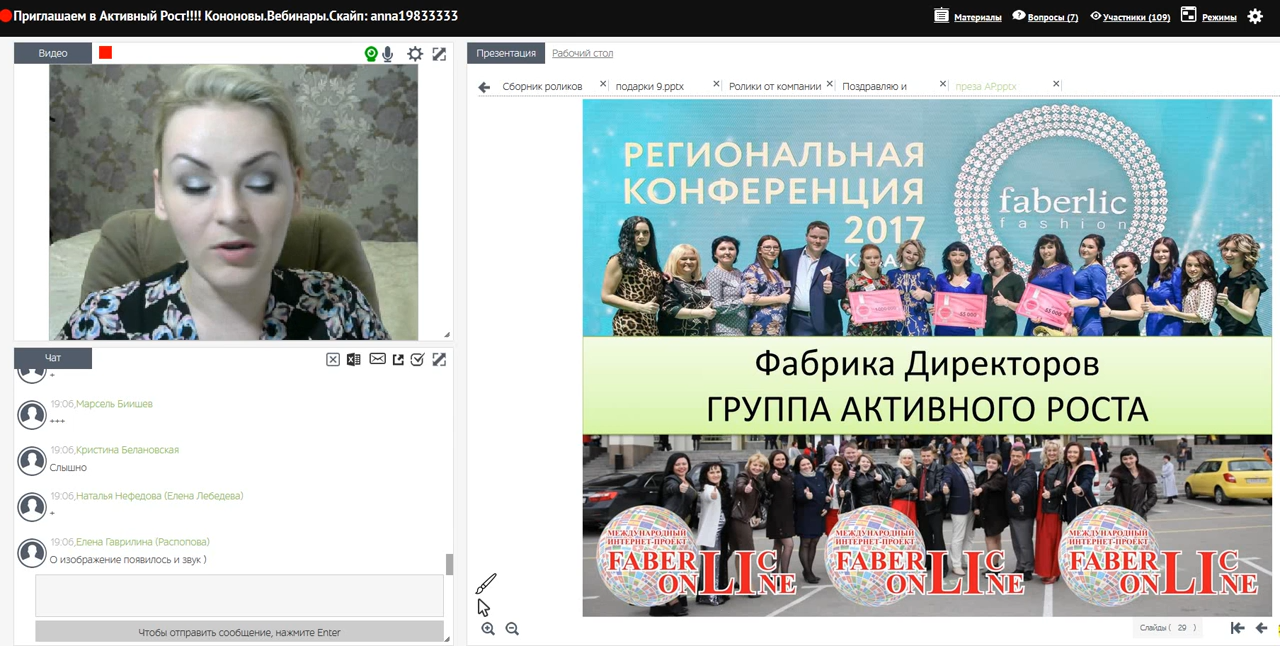 Приглашаем в Активный Рост!!!! Кононовы.Вебинары.Скайп: anna19833333
Материалы
Вопросы (7)
Участники (109)
Режимы
Видео
Презентация
Рабочий стол
Сборник роликов
подарки 9.pptx
Ролики от компании
Поздравляю и
преза АР.pptx
РЕГИОНАЛЬНАЯ
КОНФЕРЕНЦИЯ
2017
faberlic
fashion
Фабрика Директоров
ГРУППА АКТИВНОГО РОСТА
МЕЖДУНАРОДНЫЙ
ИНТЕРНЕТ-ПРОЕКТ
FABERLIC
ONLINE
МЕЖДУНАРОДНЫЙ
ИНТЕРНЕТ-ПРОЕКТ
FABERLIC
ONLINE
МЕЖДУНАРОДНЫЙ
ИНТЕРНЕТ-ПРОЕКТ
FABERLIC
ONLINE
Слайды ( 29 )
Чат
+
19:06,Марсель Биишев
+++
19:06,Кристина Белановская
Слышно
19:06,Наталья Нефедова (Елена Лебедева)
+
19:06,Елена Гаврилина (Распопова)
О изображение появилось и звук )
Чтобы отправить сообщение, нажмите Enter